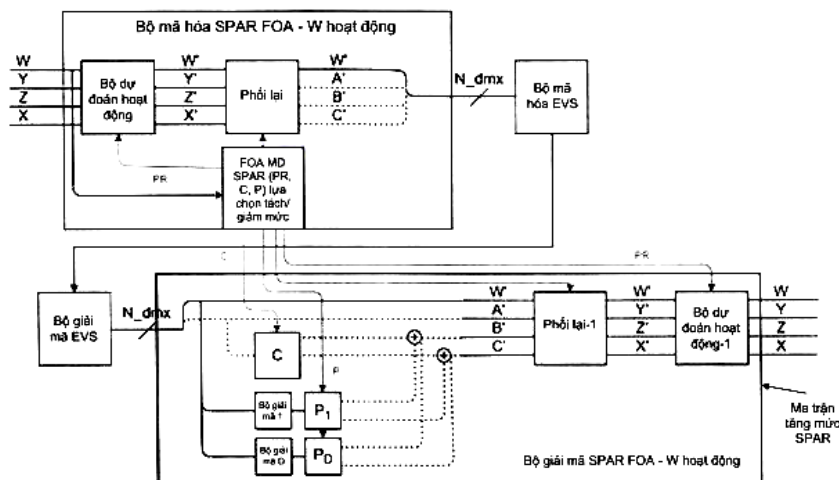 Bộ mã hóa SPAR FOA - W hoạt động
W
Y
Z
X
Bộ dự
đoán hoạt
động
W'
Y'
Z'
X'
Phối lại
W'
A'
B'
C'
N_dmx
Bộ mã
hóa EVS
PR
FOA MD
SPAR (PR,
C, P) lựa
chọn tách/
giảm mức
C
PR
Bộ giải
mã EVS
N_dmx
W'
A'
B'
C'
Phối lại-1
W'
Y'
Z'
X'
Bộ dự
đoán hoạt
động-1
W
Y
Z
X
C
P
Bộ giải
mã 1
P1
Bộ giải
mã D
PD
Ma trận
tăng mức
SPAR
Bộ giải mã SPAR FOA - W hoạt động